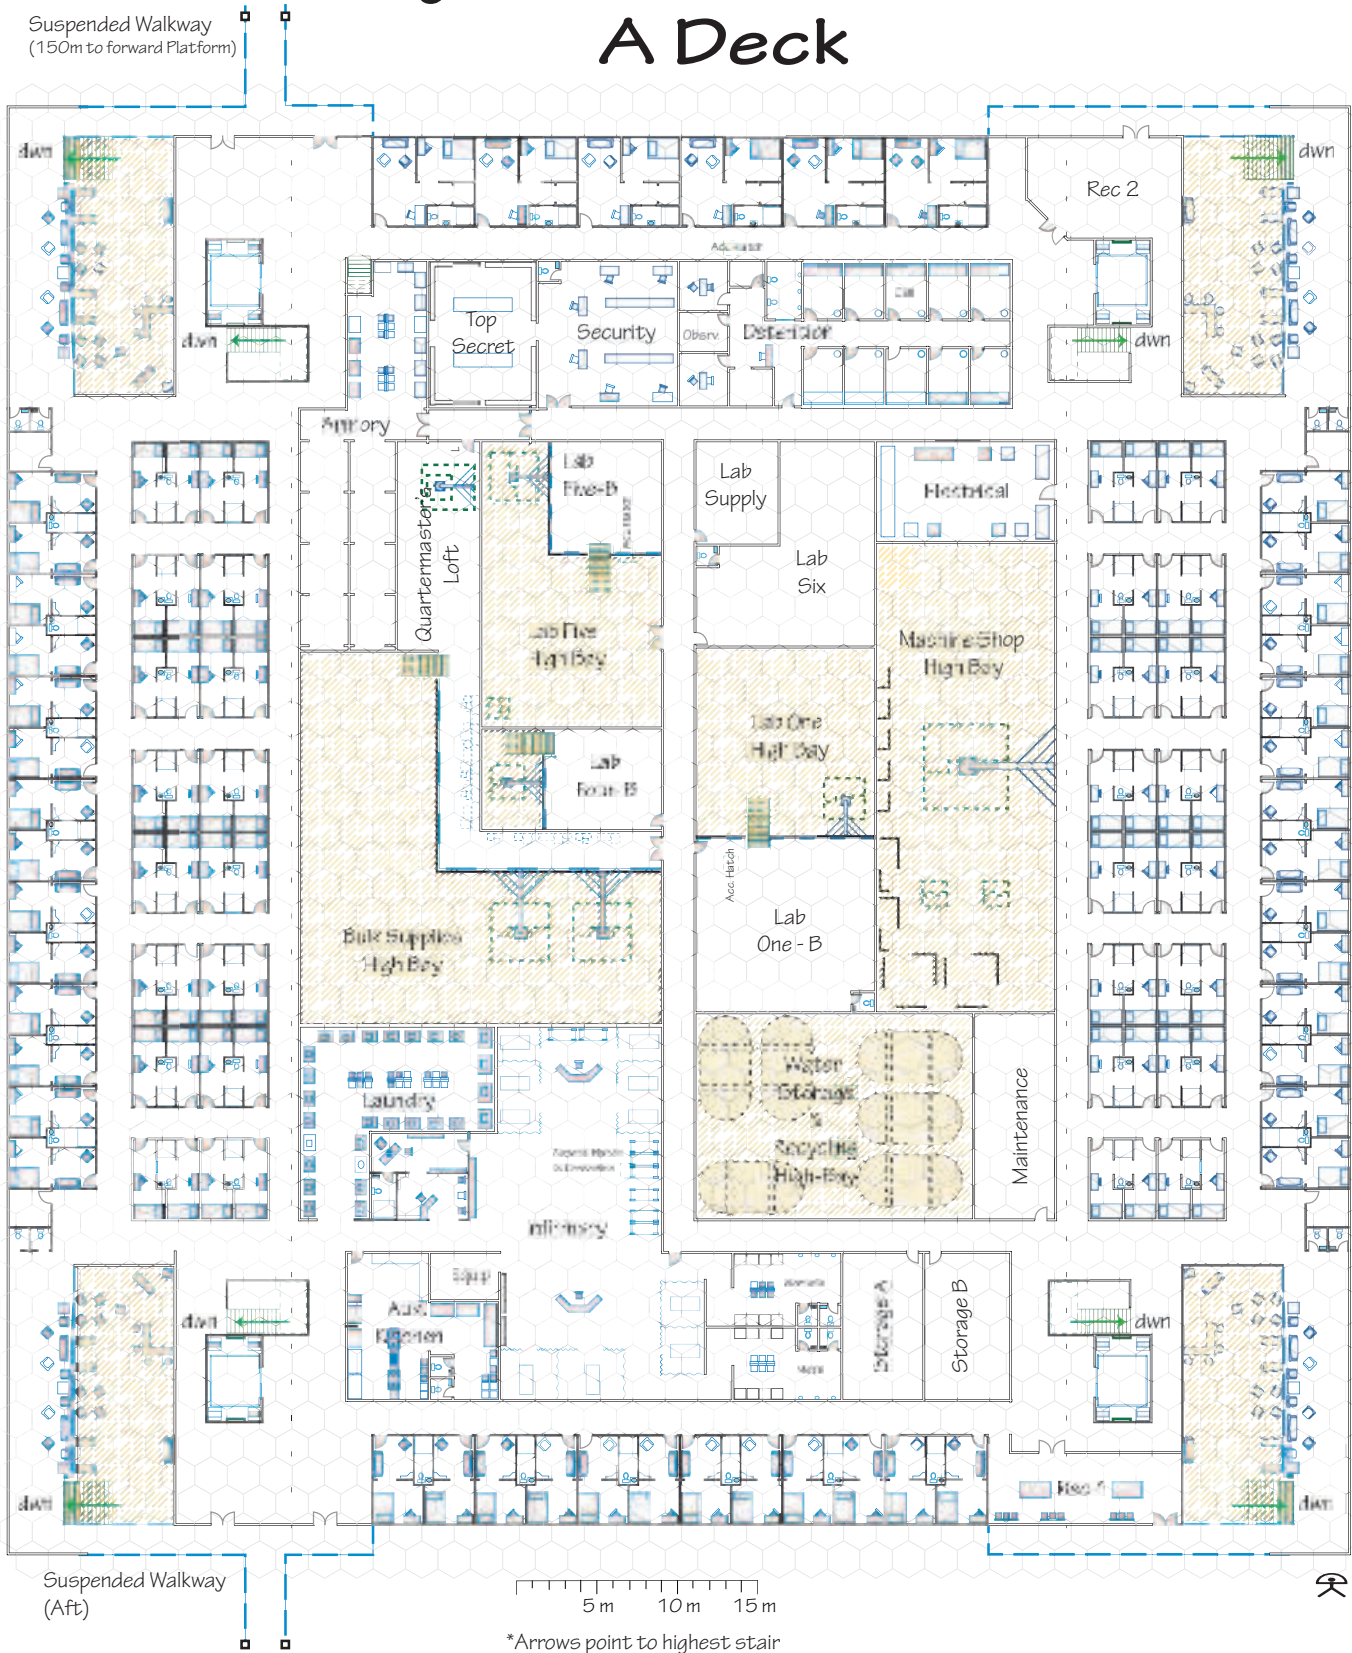 Suspended Walkway
(150m to forward Platform)
A Deck
dwn
dwn
Rec 2
Top
Secret
Security
Obsrv.
Detention
Cell
dwn
dwn
Armory
Lab
Five-B
Lab
Supply
Electrical
Quartermaster's
Loft
Lab
Six
Lab Five
High Bay
Machine Shop
High Bay
Lab One
High Bay
Lab
Four-B
Acc. Hatch
Lab
One - B
Bulk Supplies
High Bay
Water
Storage
&
Recycling
High-Bay
Maintenance
Laundry
Infirmary
Equip
Aux.
Kitchen
Storage A
Storage B
dwn
dwn
dwn
dwn
Suspended Walkway
(Aft)
5 m
10 m
15 m
*Arrows point to highest stair